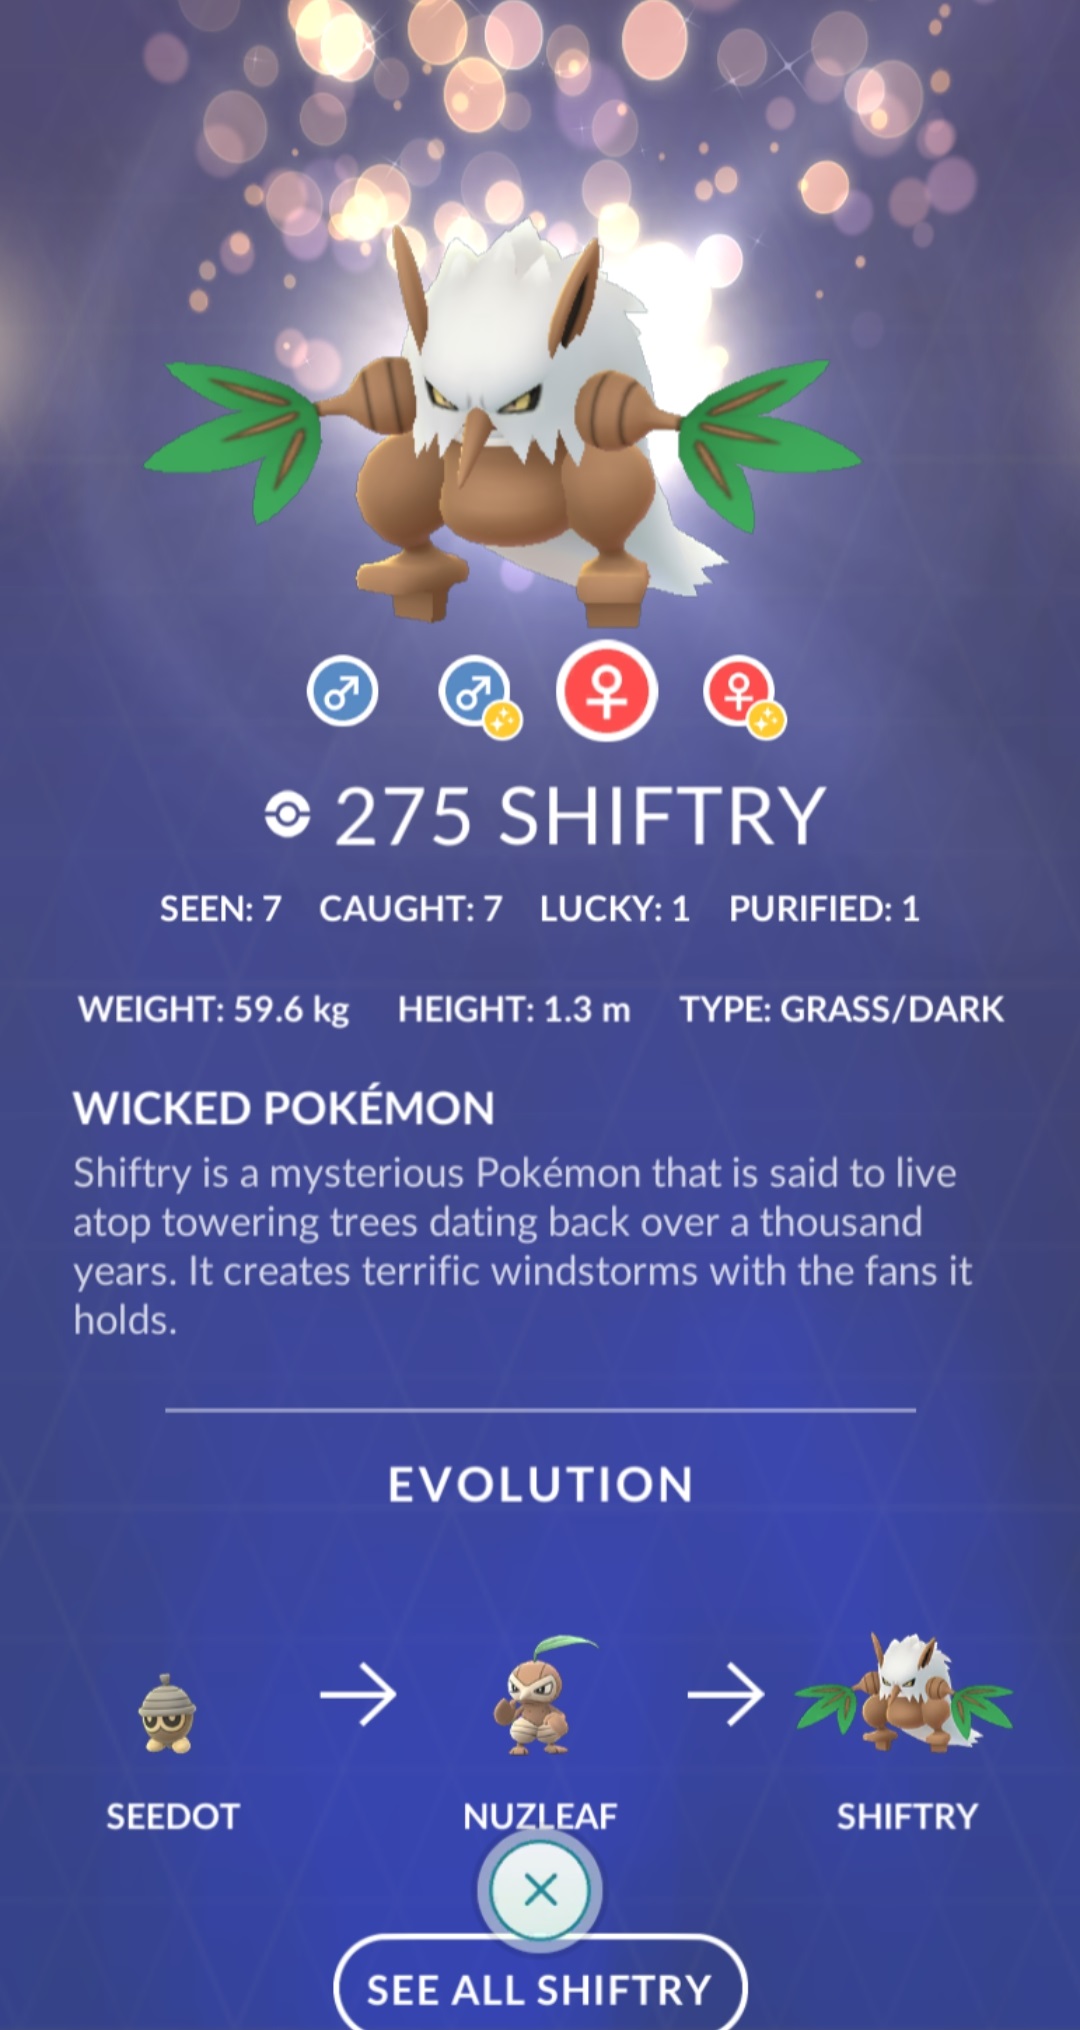 275 SHIFTRY
SEEN: 7 CAUGHT: 7 LUCKY: 1 PURIFIED: 1
WEIGHT: 59.6 kg HEIGHT: 1.3 m TYPE: GRASS/DARK
WICKED POKÉMON
Shiftry is a mysterious Pokémon that is said to live
atop towering trees dating back over a thousand
years. It creates terrific windstorms with the fans it
holds.
EVOLUTION
SEEDOT NUZLEAF SHIFTRY
SEE ALL SHIFTRY